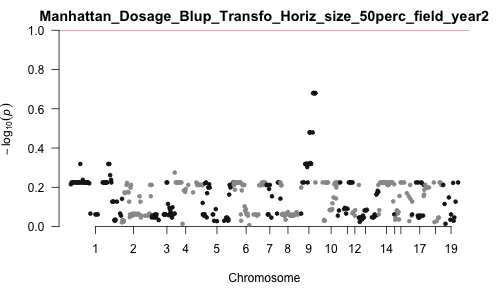 Manhattan_Dosage_Blup_Transfo_Horiz_size_50perc_field_year2
1.0
0.8
0.6
0.4
0.2
0.0
− log₁₀(p)
1 2 3 4 5 6 7 8 9 10 12 14 17 19
Chromosome